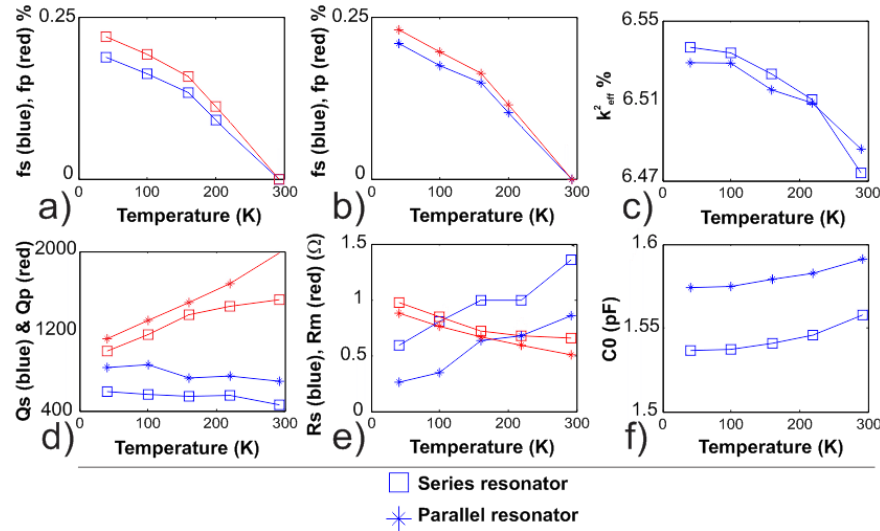 fs (blue), fp (red) %
0.25
0
0
100
200
300
a)
Temperature (K)
fs (blue), fp (red) %
0.25
0
0
100
200
300
b)
Temperature (K)
k²eff %
6.55
6.51
6.47
0
100
200
300
c)
Temperature (K)
Qs (blue) & Qp (red)
2000
1200
400
0
100
200
300
d)
Temperature (K)
Rs (blue), Rm (red) (Ω)
1.5
1
0.5
0
0
100
200
300
e)
Temperature (K)
C0 (pF)
1.6
1.55
1.5
0
100
200
300
f)
Temperature (K)
Series resonator
Parallel resonator